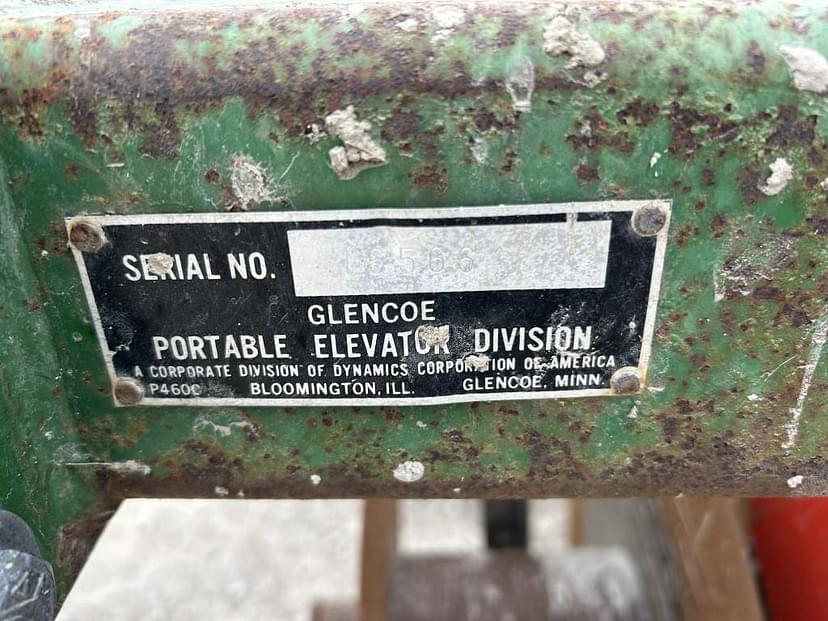 SERIAL NO.
GLENCOE
PORTABLE ELEVATOR DIVISION
A CORPORATE DIVISION OF DYNAMICS CORPORATION OF AMERICA
P460C BLOOMINGTON, ILL. GLENCOE, MINN.